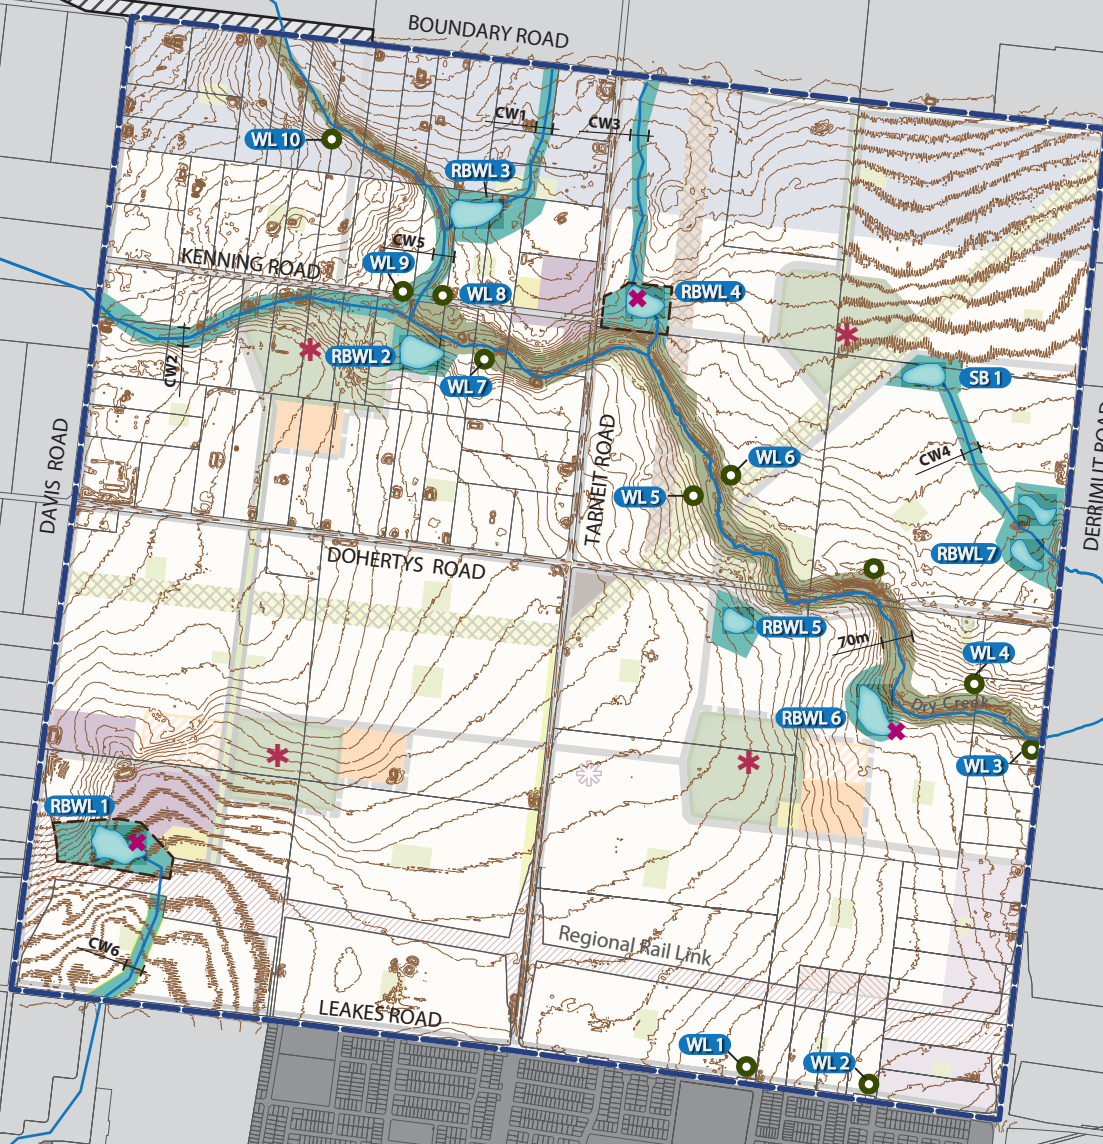 BOUNDARY ROAD
CW1
CW3
WL 10
RBWL 3
CW5
KENNING ROAD
WL 9
WL 8
RBWL 4
RBWL 2
CW2
WL 7
SB 1
DAVIS ROAD
TARNEIT ROAD
WL 6
CW4
DERRIMUT ROAD
WL 5
DOHERTYS ROAD
RBWL 7
RBWL 5
70m
WL 4
Dry Creek
RBWL 6
WL 3
RBWL 1
Regional Rail Link
CW6
LEAKES ROAD
WL 1
WL 2